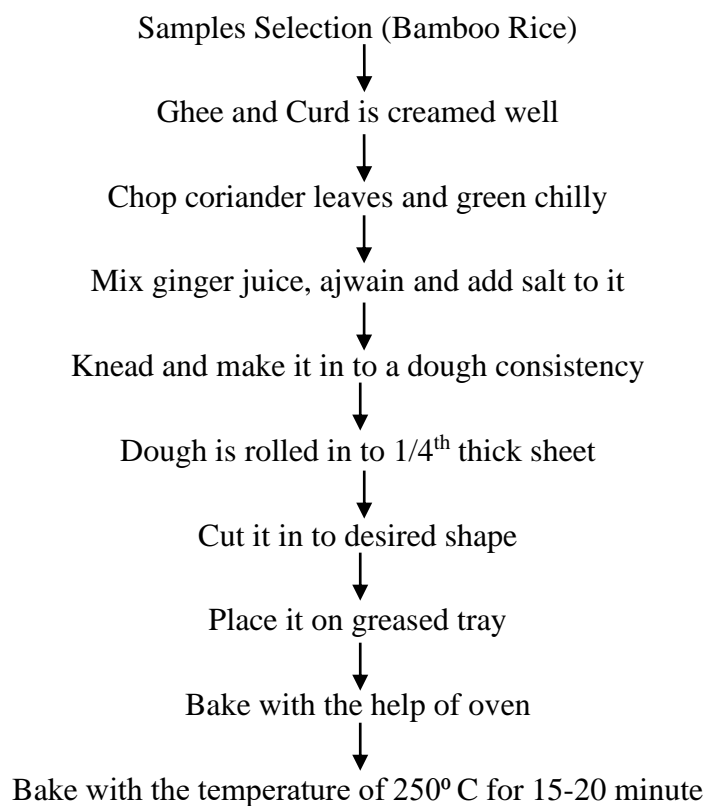 Samples Selection (Bamboo Rice)
Ghee and Curd is creamed well
Chop coriander leaves and green chilly
Mix ginger juice, ajwain and add salt to it
Knead and make it in to a dough consistency
Dough is rolled in to 1/4th thick sheet
Cut it in to desired shape
Place it on greased tray
Bake with the help of oven
Bake with the temperature of 250⁰ C for 15-20 minute